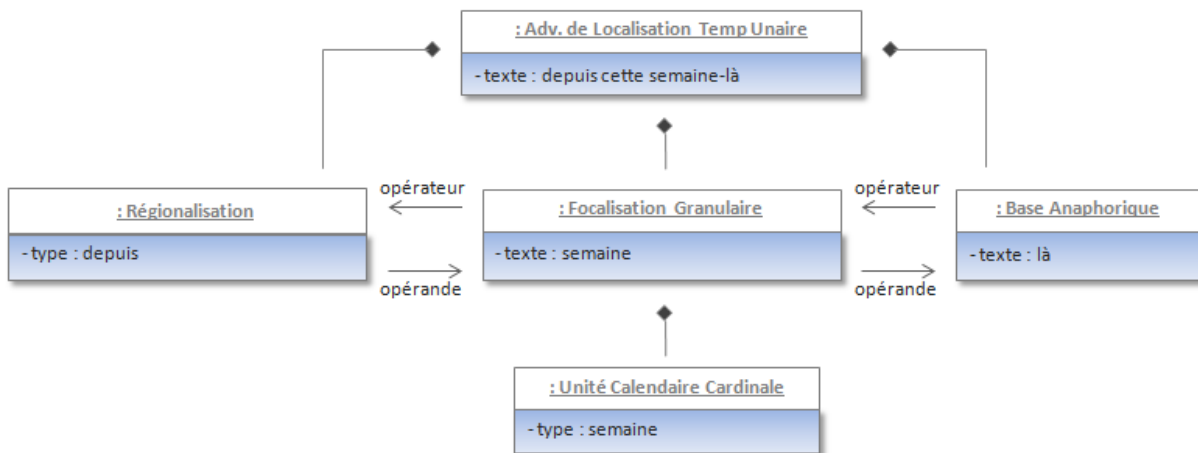 : Adv. de Localisation Temp Unaire
- texte : depuis cette semaine-là
opérateur
opérateur
: Régionalisation
: Focalisation Granulaire
: Base Anaphorique
- type : depuis
- texte : semaine
- texte : là
opérande
opérande
: Unité Calendaire Cardinale
- type : semaine